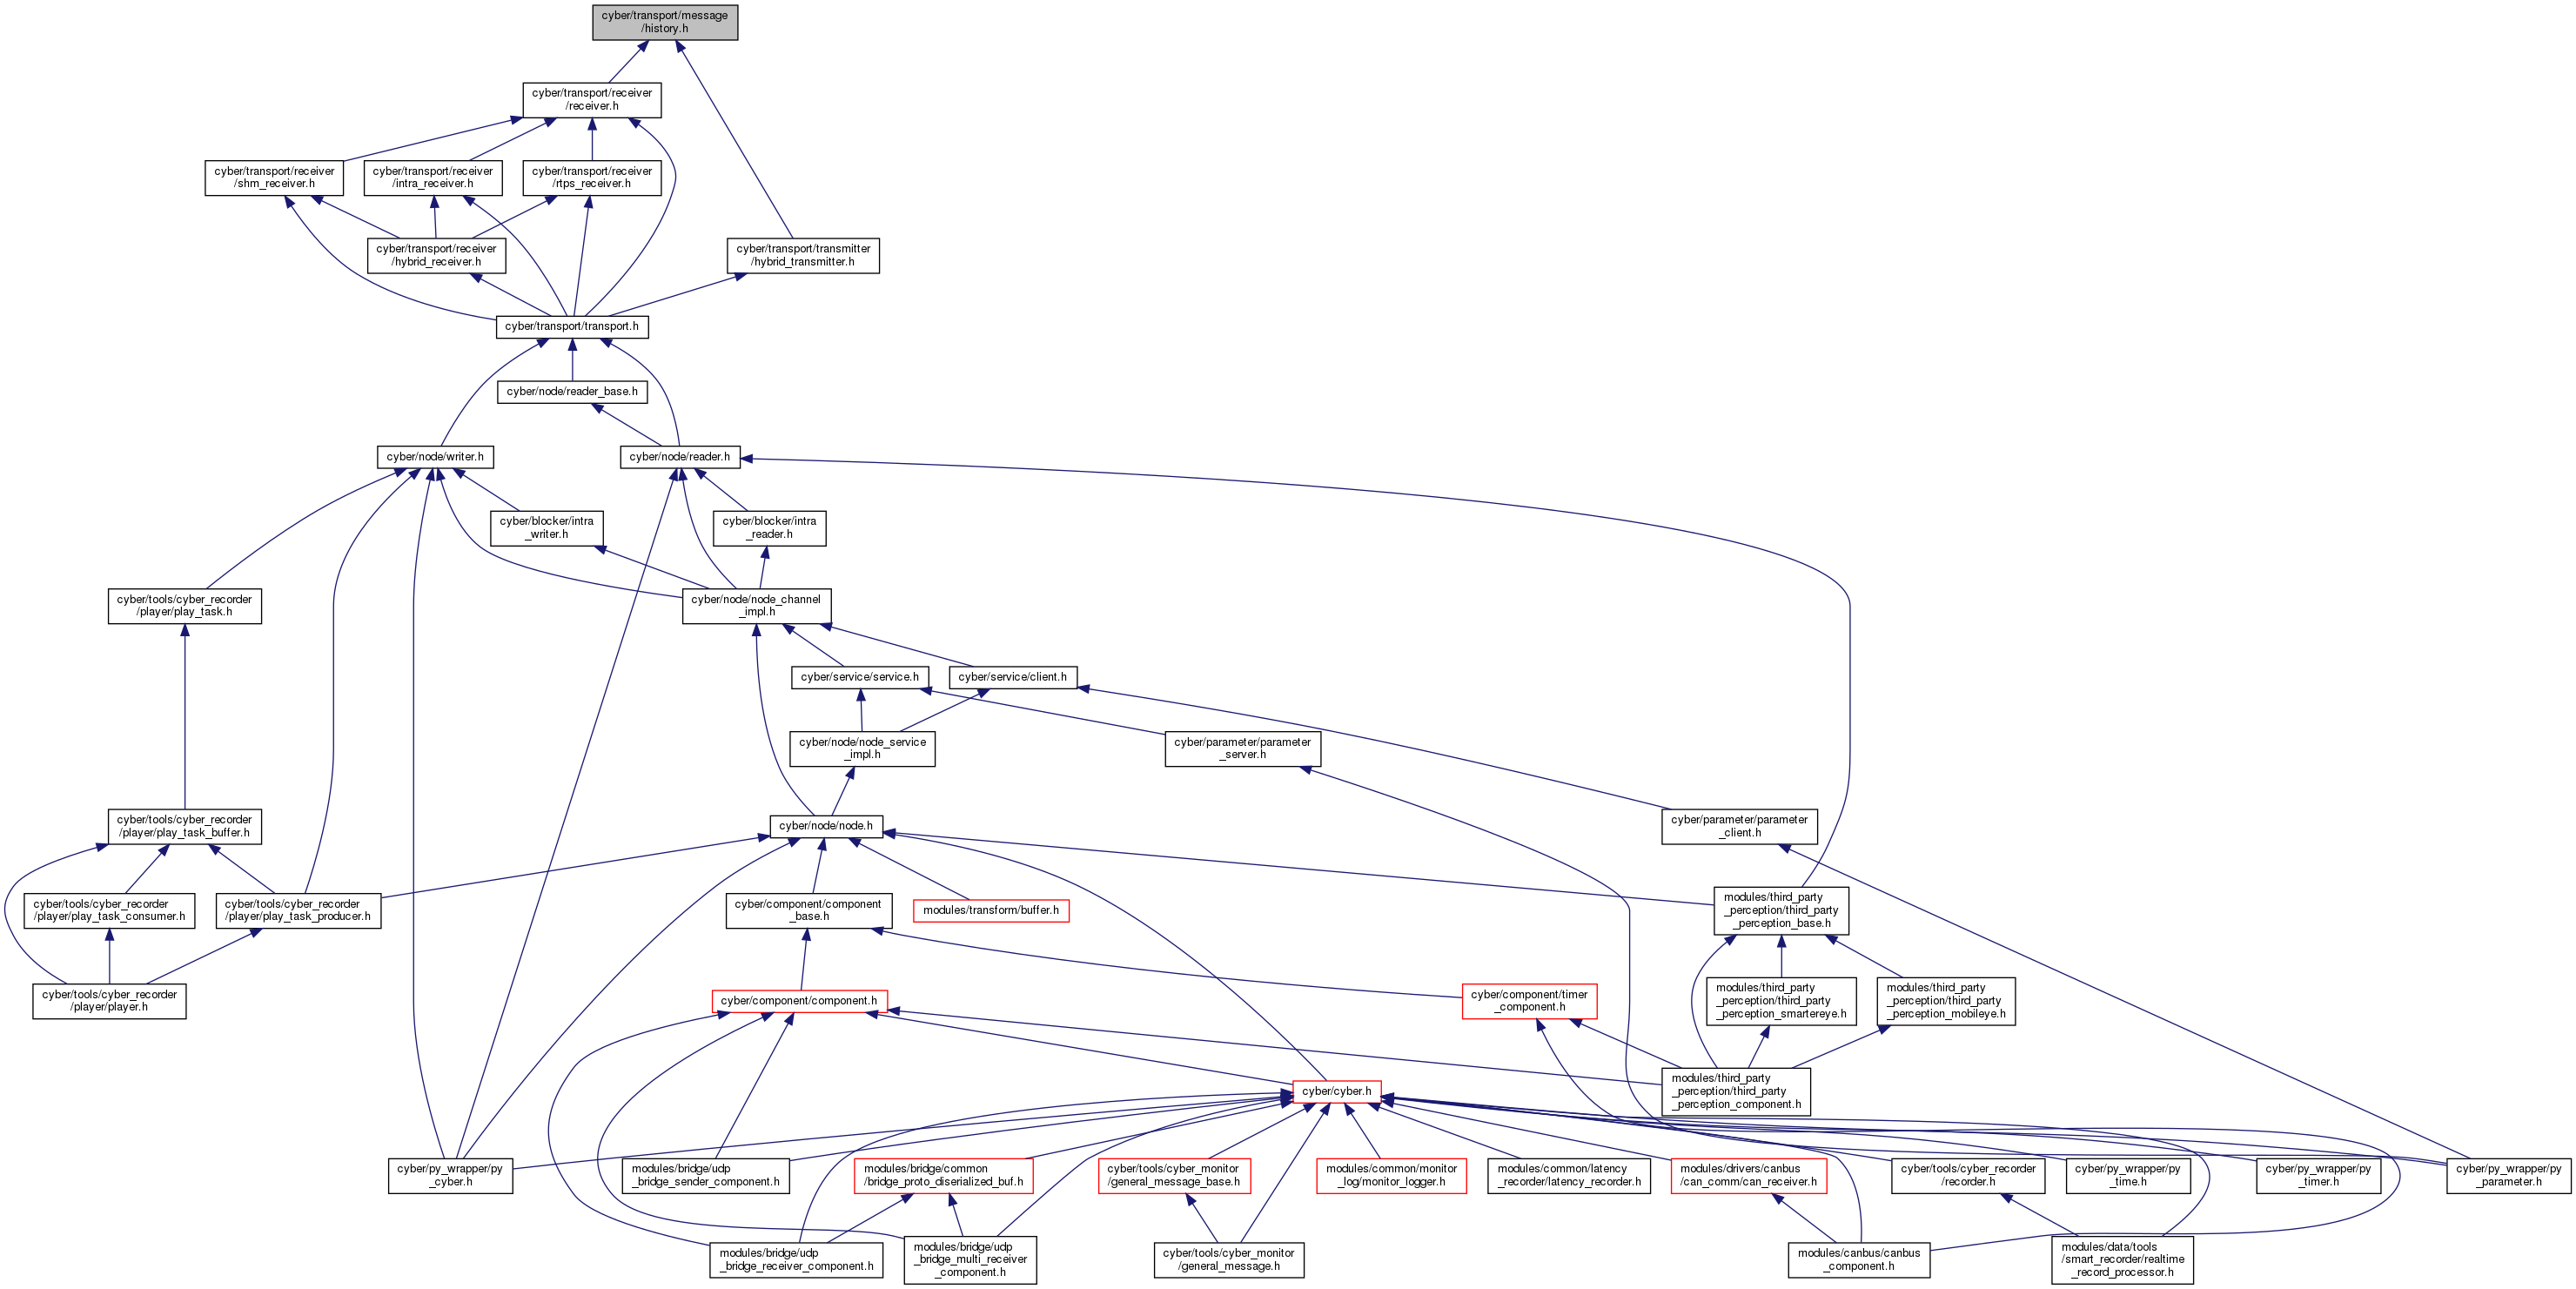 cyber/transport/message
/history.h
cyber/transport/receiver
/receiver.h
cyber/transport/receiver
/shm_receiver.h
cyber/transport/receiver
/intra_receiver.h
cyber/transport/receiver
/rtps_receiver.h
cyber/transport/receiver
/hybrid_receiver.h
cyber/transport/transmitter
/hybrid_transmitter.h
cyber/transport/transport.h
cyber/node/reader_base.h
cyber/node/writer.h
cyber/node/reader.h
cyber/blocker/intra
_writer.h
cyber/blocker/intra
_reader.h
cyber/tools/cyber_recorder
/player/play_task.h
cyber/node/node_channel
_impl.h
cyber/service/service.h
cyber/service/client.h
cyber/node/node_service
_impl.h
cyber/parameter/parameter
_server.h
cyber/tools/cyber_recorder
/player/play_task_buffer.h
cyber/node/node.h
cyber/parameter/parameter
_client.h
cyber/tools/cyber_recorder
/player/play_task_consumer.h
cyber/tools/cyber_recorder
/player/play_task_producer.h
cyber/component/component
_base.h
modules/transform/buffer.h
modules/third_party
_perception/third_party
_perception_base.h
cyber/tools/cyber_recorder
/player/player.h
cyber/component/component.h
cyber/component/timer
_component.h
modules/third_party
_perception/third_party
_perception_smartereye.h
modules/third_party
_perception/third_party
_perception_mobileye.h
cyber/cyber.h
modules/third_party
_perception/third_party
_perception_component.h
cyber/py_wrapper/py
_cyber.h
modules/bridge/udp
_bridge_sender_component.h
modules/bridge/common
/bridge_proto_diserialized_buf.h
cyber/tools/cyber_monitor
/general_message_base.h
modules/common/monitor
_log/monitor_logger.h
modules/common/latency
_recorder/latency_recorder.h
modules/drivers/canbus
/can_comm/can_receiver.h
cyber/tools/cyber_recorder
/recorder.h
cyber/py_wrapper/py
_time.h
cyber/py_wrapper/py
_timer.h
cyber/py_wrapper/py
_parameter.h
modules/bridge/udp
_bridge_receiver_component.h
modules/bridge/udp
_bridge_multi_receiver
_component.h
cyber/tools/cyber_monitor
/general_message.h
modules/canbus/canbus
_component.h
modules/data/tools
/smart_recorder/realtime
_record_processor.h